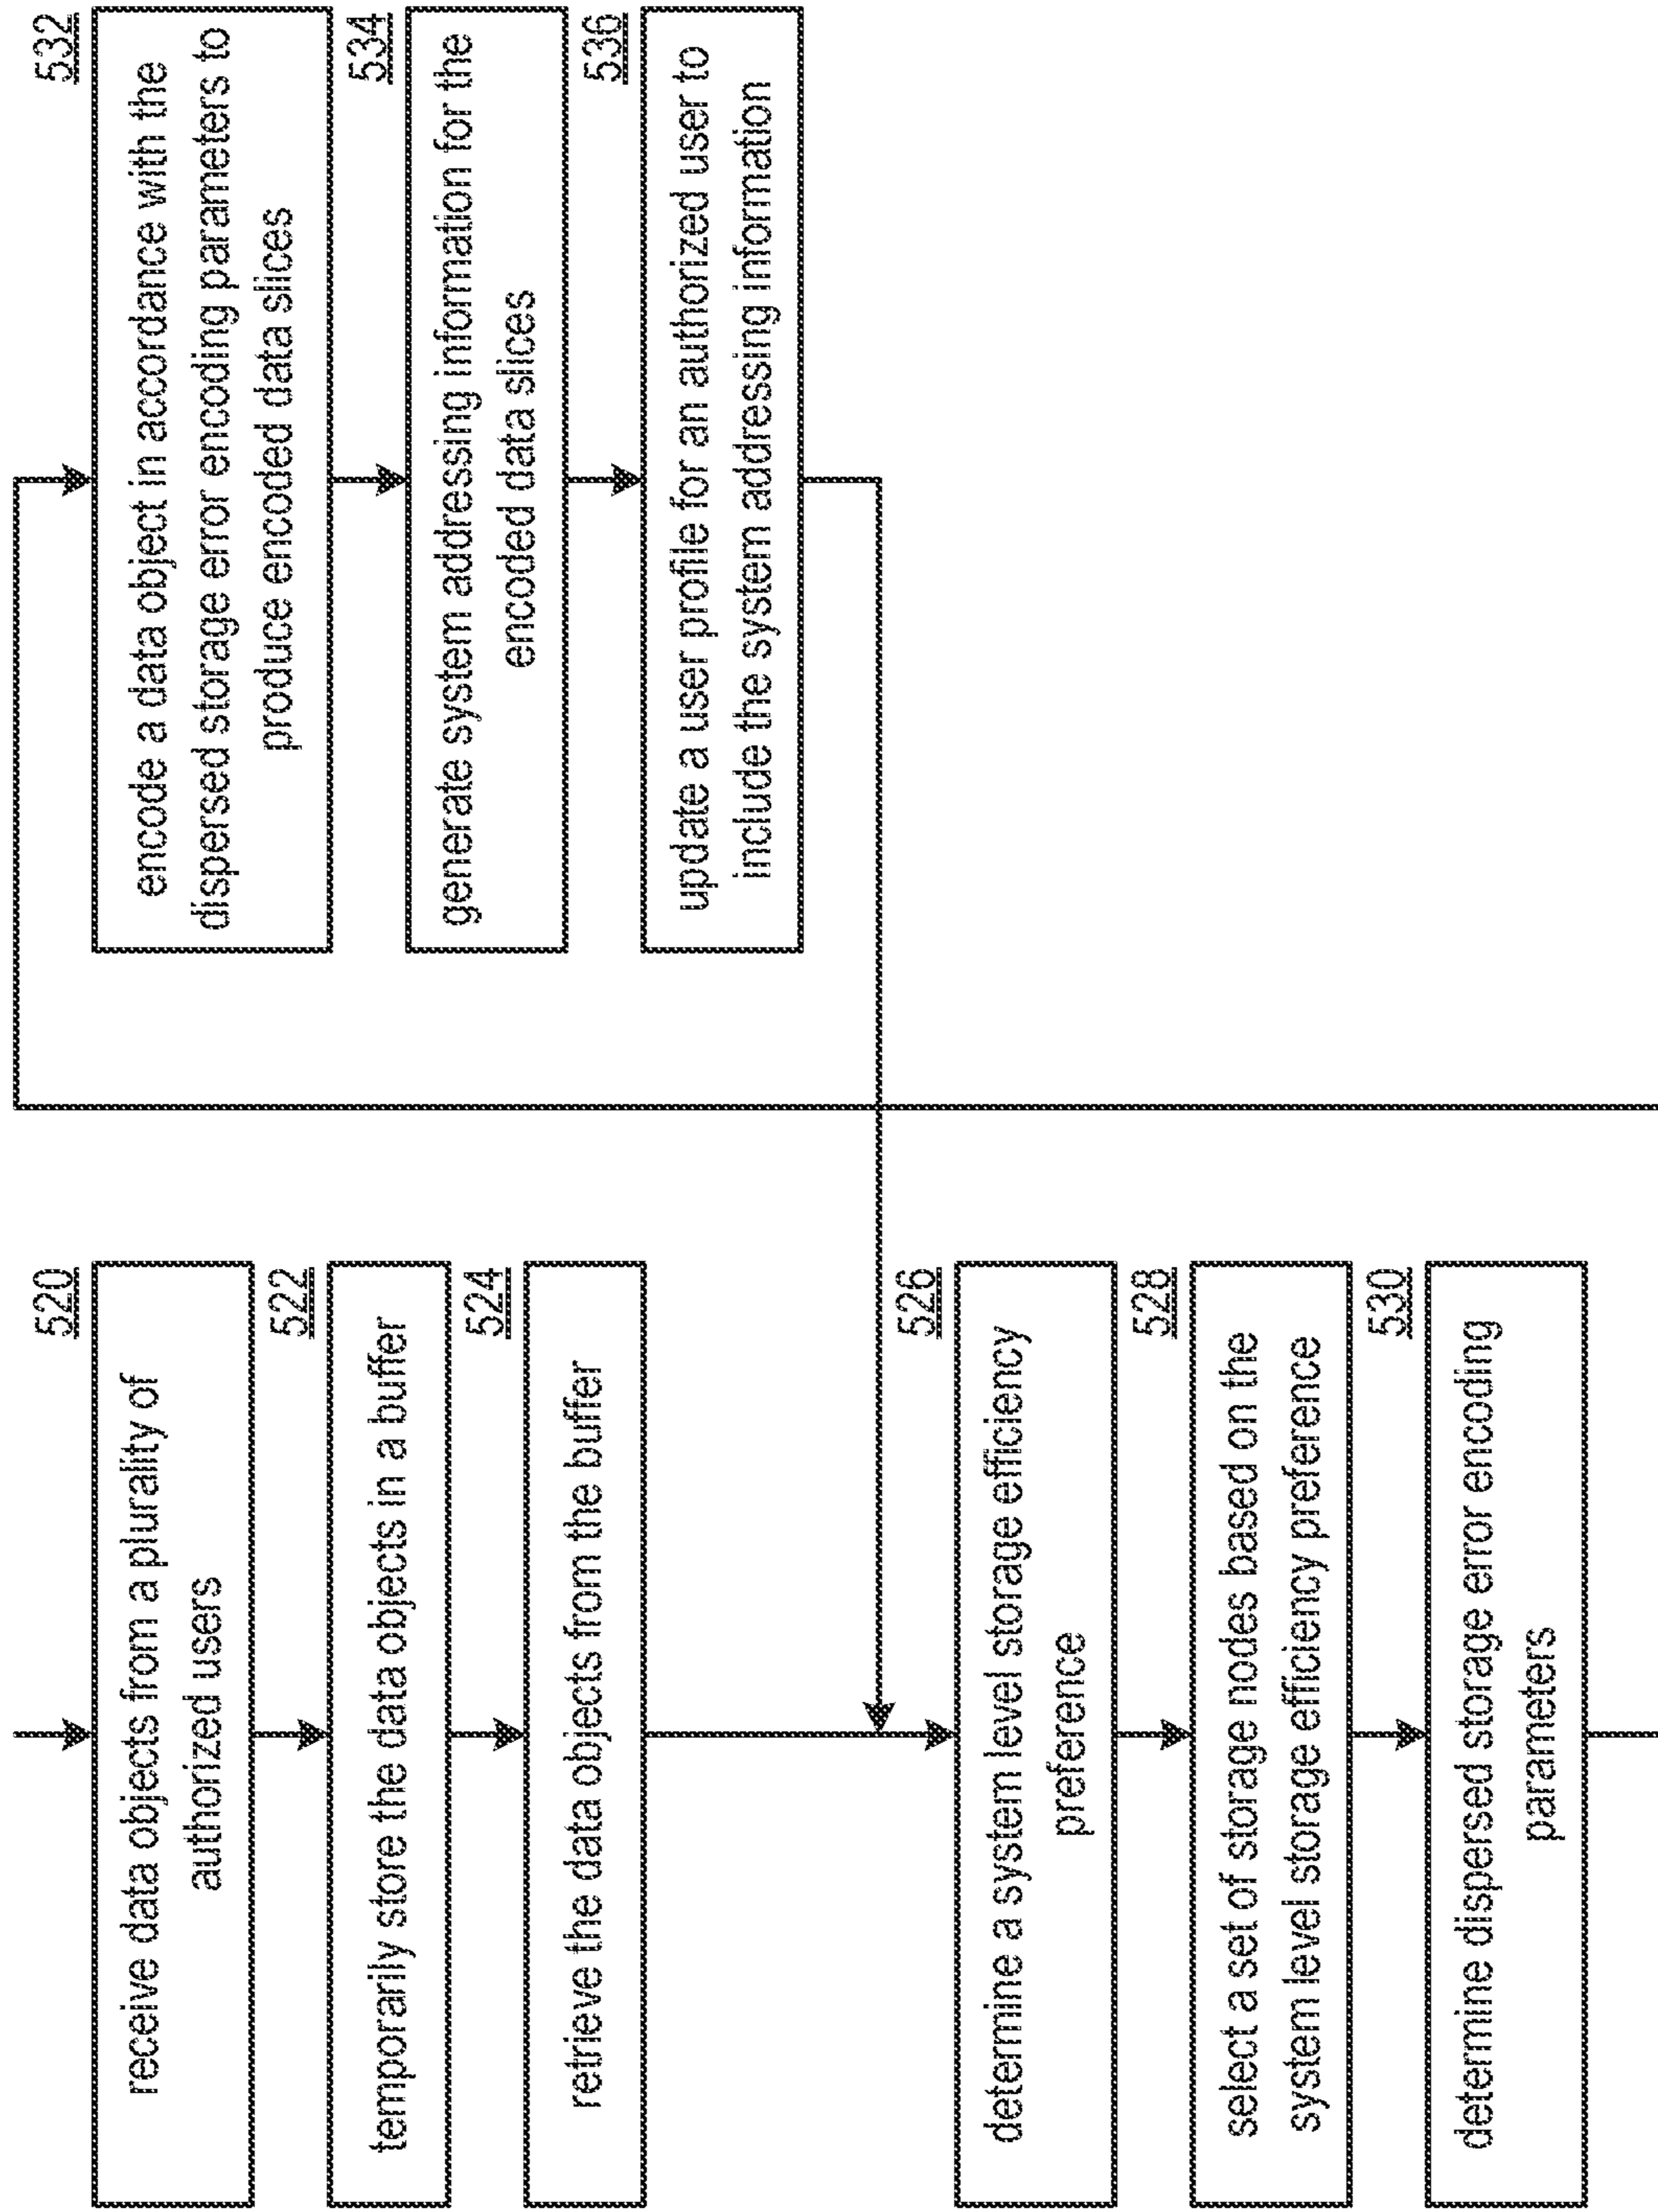 520
receive data objects from a plurality of
authorized users
522
temporarily store the data objects in a buffer
524
retrieve the data objects from the buffer
526
determine a system level storage efficiency
preference
528
select a set of storage nodes based on the
system level storage efficiency preference
530
determine dispersed storage error encoding
parameters
532
encode a data object in accordance with the
dispersed storage error encoding parameters to
produce encoded data slices
534
generate system addressing information for the
encoded data slices
536
update a user profile for an authorized user to
include the system addressing information